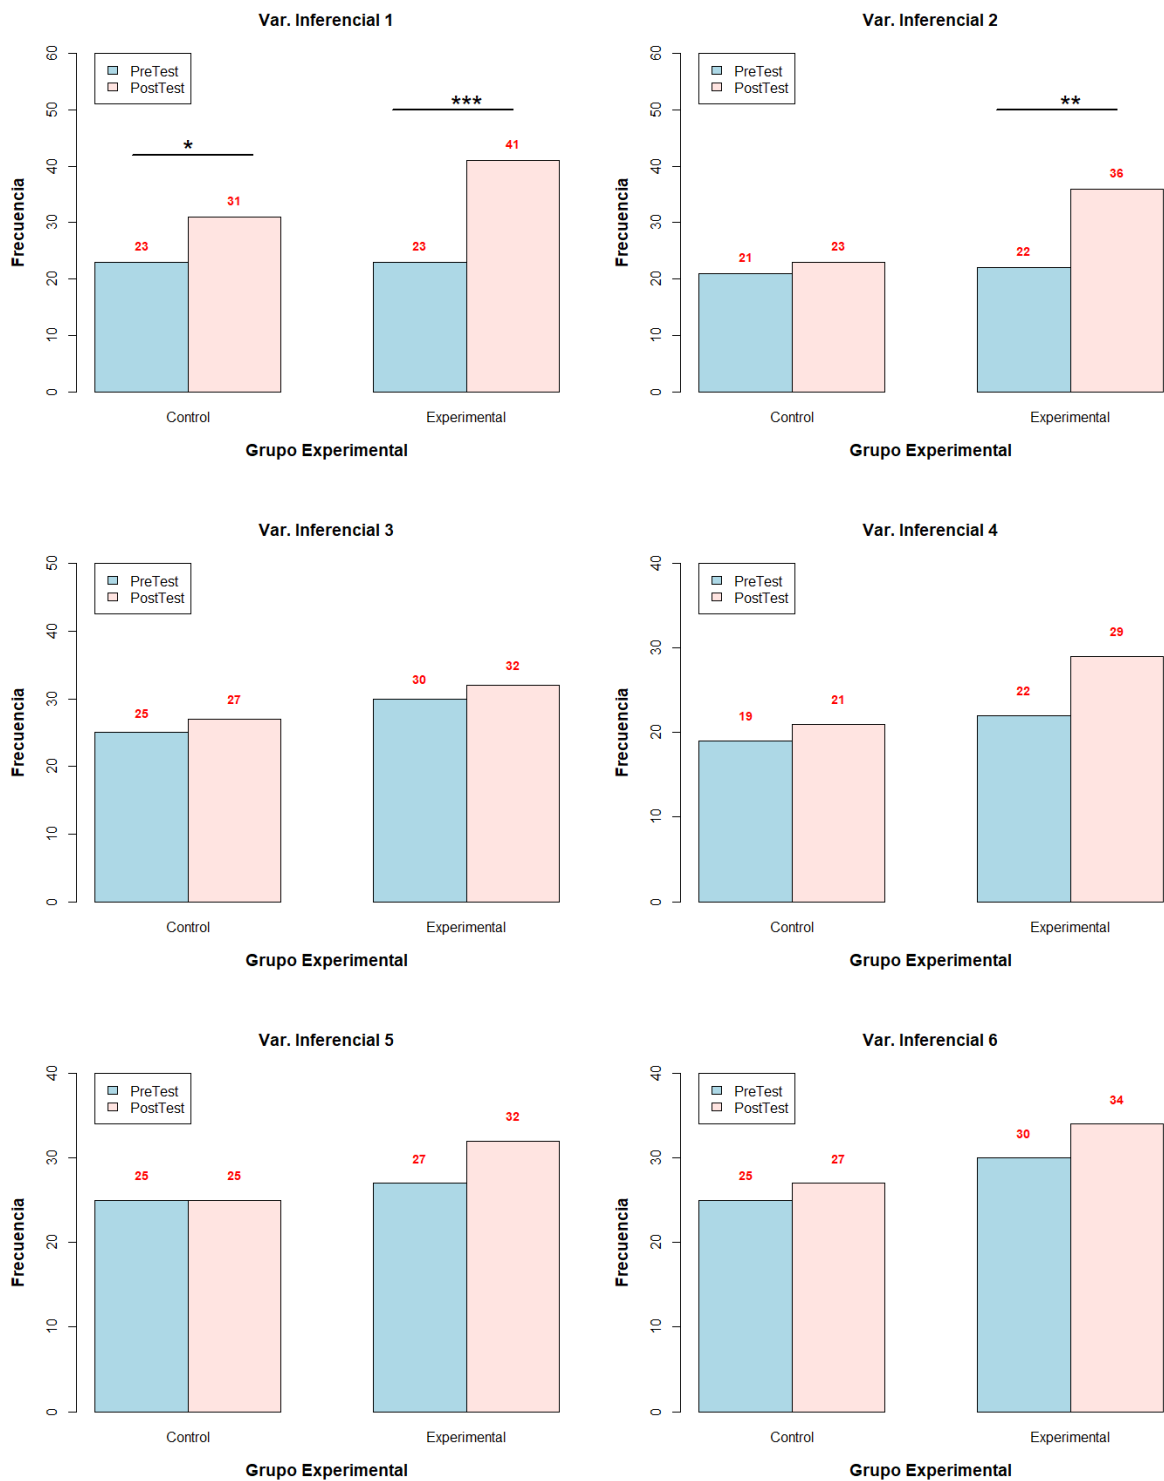 Var. Inferencial 1
60
50
40
30
20
10
0
Frecuencia
PreTest
PostTest
*
***
23
31
23
41
Control
Experimental
Grupo Experimental
Var. Inferencial 2
60
50
40
30
20
10
0
Frecuencia
PreTest
PostTest
**
21
23
22
36
Control
Experimental
Grupo Experimental
Var. Inferencial 3
50
40
30
20
10
0
Frecuencia
PreTest
PostTest
25
27
30
32
Control
Experimental
Grupo Experimental
Var. Inferencial 4
40
30
20
10
0
Frecuencia
PreTest
PostTest
19
21
22
29
Control
Experimental
Grupo Experimental
Var. Inferencial 5
40
30
20
10
0
Frecuencia
PreTest
PostTest
25
25
27
32
Control
Experimental
Grupo Experimental
Var. Inferencial 6
40
30
20
10
0
Frecuencia
PreTest
PostTest
25
27
30
34
Control
Experimental
Grupo Experimental